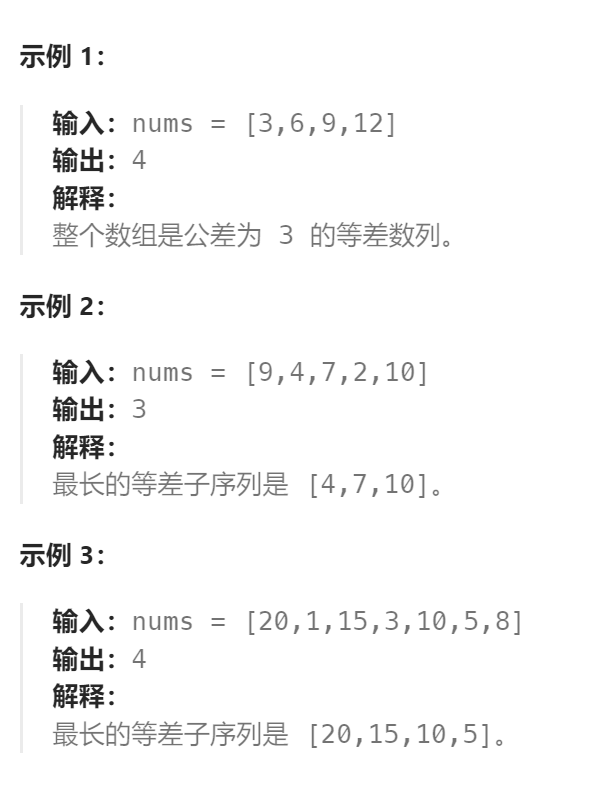 示例 1：
输入：nums = [3,6,9,12]
输出：4
解释：
整个数组是公差为 3 的等差数列。
示例 2：
输入：nums = [9,4,7,2,10]
输出：3
解释：
最长的等差子序列是 [4,7,10]。
示例 3：
输入：nums = [20,1,15,3,10,5,8]
输出：4
解释：
最长的等差子序列是 [20,15,10,5]。